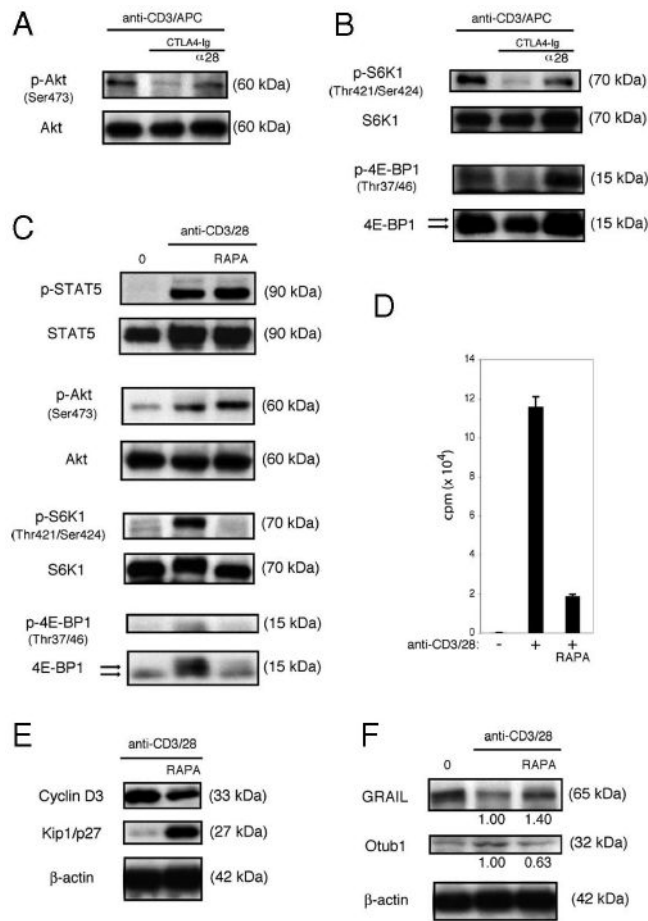 A
anti-CD3/APC
CTLA4-Ig
α28
p-Akt
(Ser473)
(60 kDa)
Akt
(60 kDa)
B
anti-CD3/APC
CTLA4-Ig
α28
p-S6K1
(Thr421/Ser424)
(70 kDa)
S6K1
(70 kDa)
p-4E-BP1
(Thr37/46)
(15 kDa)
4E-BP1
(15 kDa)
C
anti-CD3/28
0
RAPA
p-STAT5
(90 kDa)
STAT5
(90 kDa)
p-Akt
(Ser473)
(60 kDa)
Akt
(60 kDa)
p-S6K1
(Thr421/Ser424)
(70 kDa)
S6K1
(70 kDa)
p-4E-BP1
(Thr37/46)
(15 kDa)
4E-BP1
(15 kDa)
D
14
12
10
8
6
4
2
0
cpm (x 10⁴)
anti-CD3/28: - + +
RAPA
E
anti-CD3/28
RAPA
Cyclin D3
(33 kDa)
Kip1/p27
(27 kDa)
β-actin
(42 kDa)
F
anti-CD3/28
0
RAPA
GRAIL
(65 kDa)
1.00 1.40
Otub1
(32 kDa)
1.00 0.63
β-actin
(42 kDa)